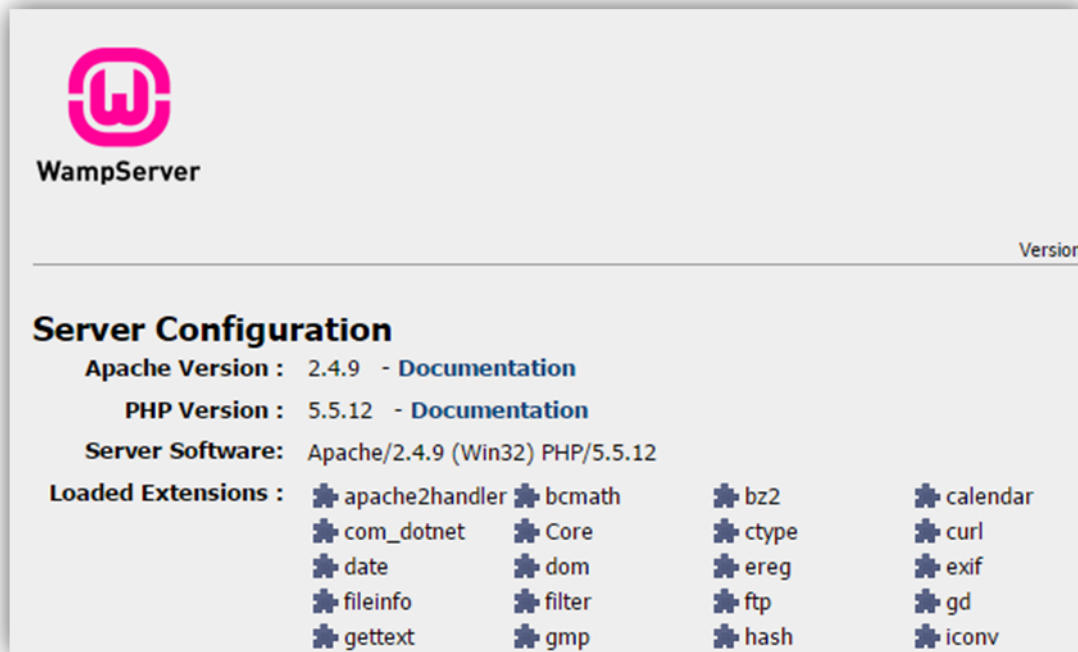 WampServer
Version
Server Configuration
Apache Version : 2.4.9 - Documentation
PHP Version : 5.5.12 - Documentation
Server Software: Apache/2.4.9 (Win32) PHP/5.5.12
Loaded Extensions : apache2handler bcmath bz2 calendar
com_dotnet Core ctype curl
date dom ereg exif
fileinfo filter ftp gd
gettext gmp hash iconv